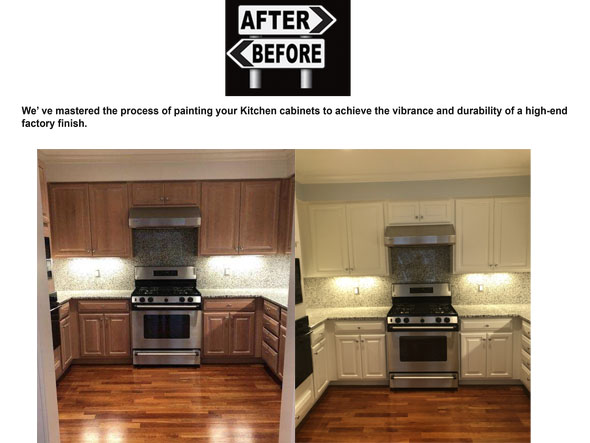 AFTER
BEFORE
We’ ve mastered the process of painting your Kitchen cabinets to achieve the vibrance and durability of a high-end
factory finish.